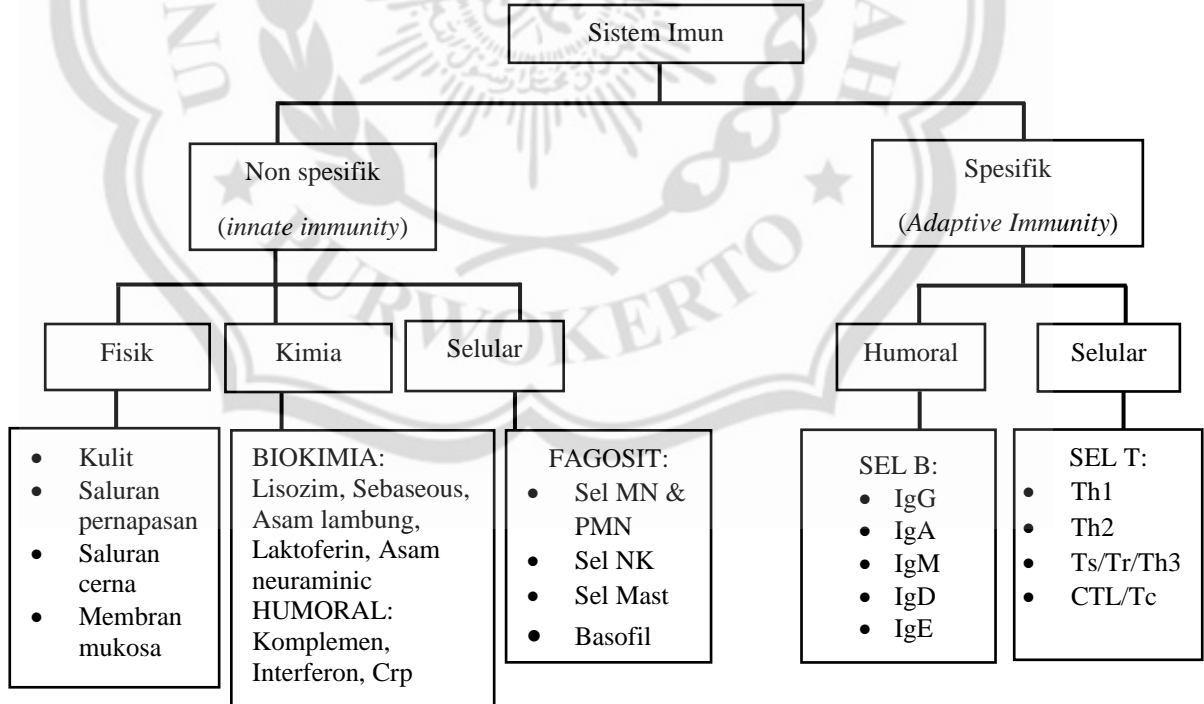 Sistem Imun
Non spesifik
(innate immunity)
Spesifik
(Adaptive Immunity)
Fisik
Kimia
Selular
Humoral
Selular
• Kulit
• Saluran
pernapasan
• Saluran
cerna
• Membran
mukosa
BIOKIMIA:
Lisozim, Sebaseous,
Asam lambung,
Laktoferin, Asam
neuraminic
HUMORAL:
Komplemen,
Interferon, Crp
FAGOSIT:
• Sel MN &
PMN
• Sel NK
• Sel Mast
• Basofil
SEL B:
• IgG
• IgA
• IgM
• IgD
• IgE
SEL T:
• Th1
• Th2
• Ts/Tr/Th3
• CTL/Tc
PURWOKERTO